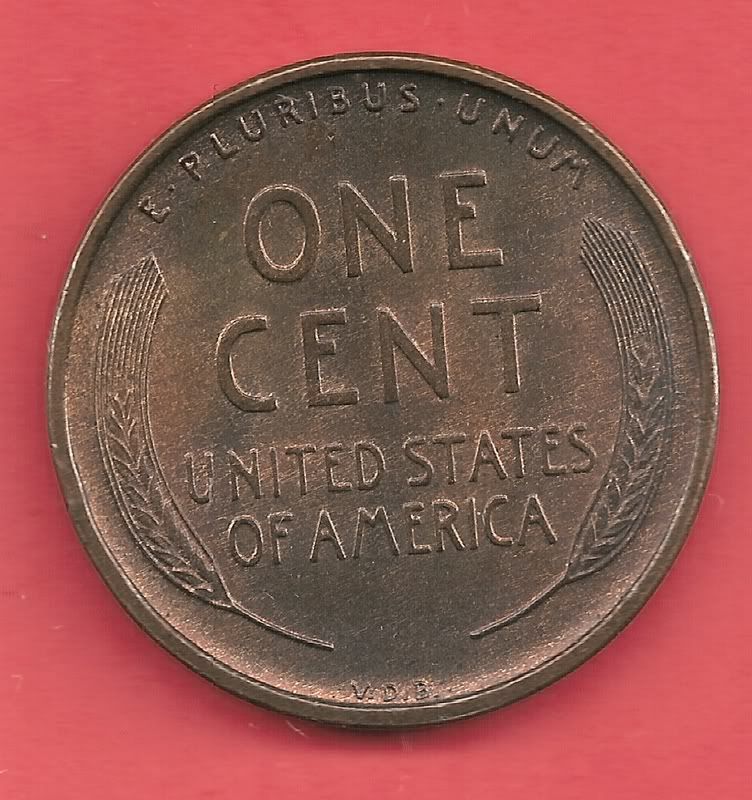 E · PLURIBUS · UNUM
ONE
CENT
UNITED STATES
OF AMERICA
V.D.B.